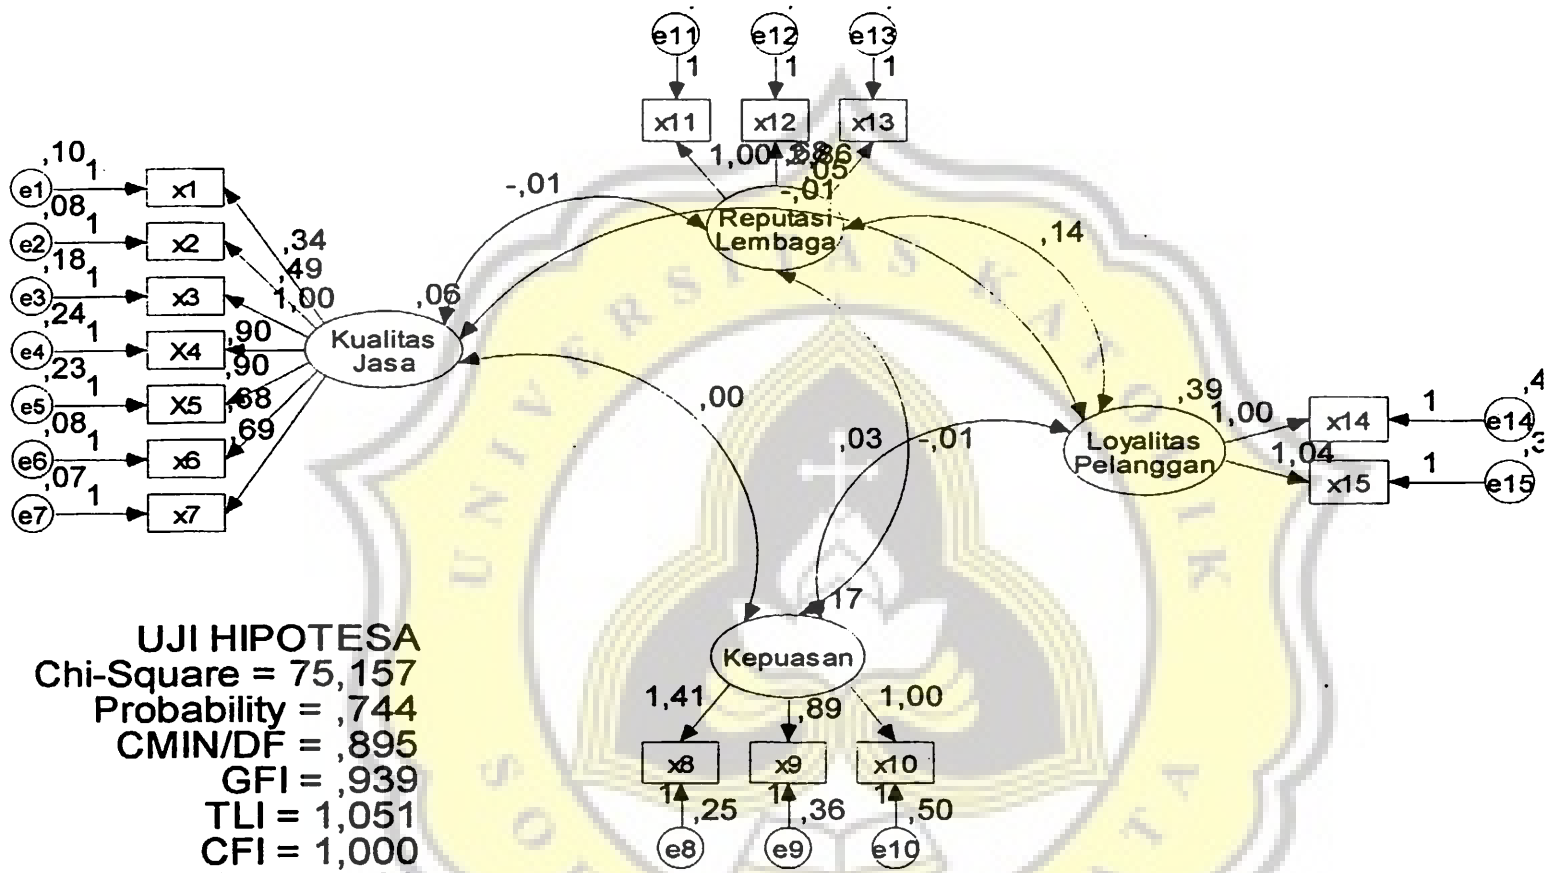 e11 e12 e13
1 1 1
x11 x12 x13
1,00
,05
-,01
Reputasi
Lembaga
-,01
,14
,10
1
e1 x1
,08
1
e2 x2
,18
1
e3 x3
,24
1
e4 X4
,23
1
e5 X5
,08
1
e6 x6
,07
1
e7 x7
,34
,49
1,00
,90
,90
,69
,06
Kualitas
Jasa
,00
,03 -,01
,39
1,00
1,04
Loyalitas
Pelanggan
x14 1 e14
x15 1 e15
,17
Kepuasan
1,41 ,89 1,00
x8 x9 x10
1 ,25 1 ,36 1 ,50
e8 e9 e10
UJI HIPOTESA
Chi-Square = 75,157
Probability = ,744
CMIN/DF = ,895
GFI = ,939
TLI = 1,051
CFI = 1,000
UNIVERSITAS KATOLIK